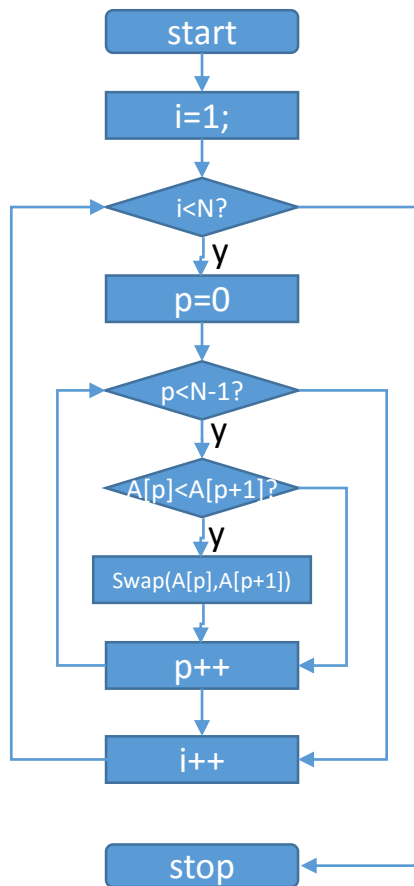 start
i=1;
i<N?
y
p=0
p<N-1?
y
A[p]<A[p+1]?
y
Swap(A[p],A[p+1])
p++
i++
stop